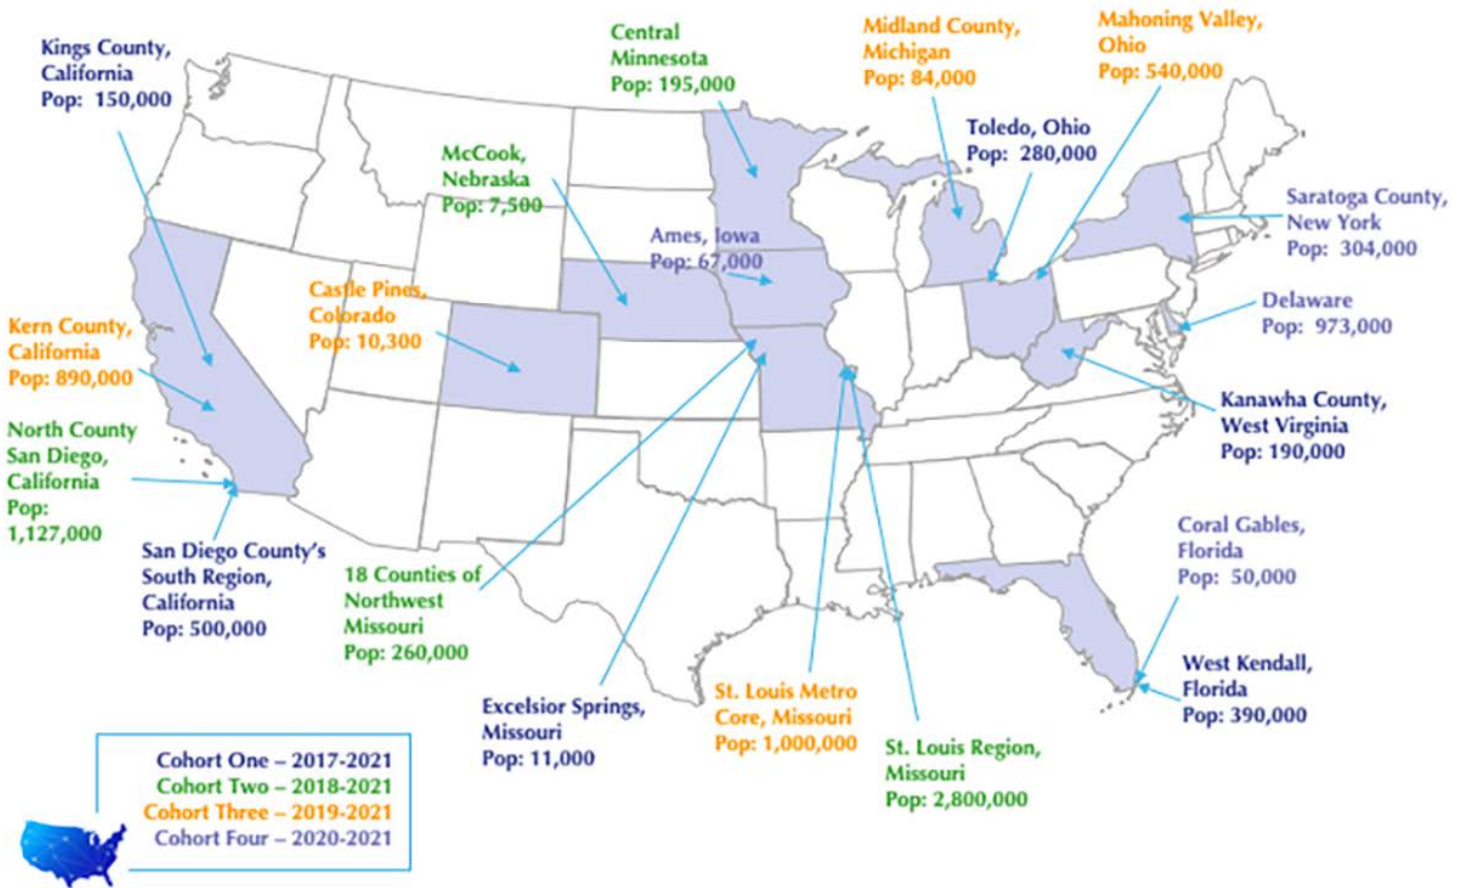 Kings County,
California
Pop: 150,000
Central
Minnesota
Pop: 195,000
Midland County,
Michigan
Pop: 84,000
Mahoning Valley,
Ohio
Pop: 540,000
McCook,
Nebraska
Pop: 7,500
Toledo, Ohio
Pop: 280,000
Ames, Iowa
Pop: 67,000
Saratoga County,
New York
Pop: 304,000
Castle Pines,
Colorado
Pop: 10,300
Delaware
Pop: 973,000
Kern County,
California
Pop: 890,000
Kanawha County,
West Virginia
Pop: 190,000
North County
San Diego,
California
Pop:
1,127,000
San Diego County's
South Region,
California
Pop: 500,000
18 Counties of
Northwest
Missouri
Pop: 260,000
Coral Gables,
Florida
Pop: 50,000
West Kendall,
Florida
Pop: 390,000
Excelsior Springs,
Missouri
Pop: 11,000
St. Louis Metro
Core, Missouri
Pop: 1,000,000
St. Louis Region,
Missouri
Pop: 2,800,000
Cohort One – 2017-2021
Cohort Two – 2018-2021
Cohort Three – 2019-2021
Cohort Four – 2020-2021